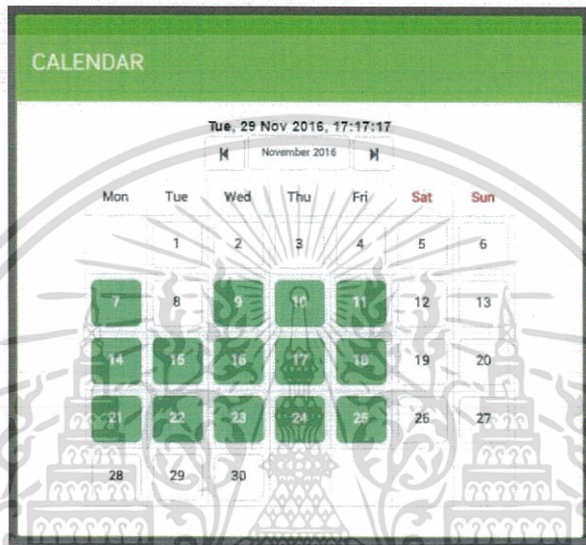 CALENDAR
Tue, 29 Nov 2016, 17:17:17
November 2016
Mon Tue Wed Thu Fri Sat Sun
1 2 3 4 5 6
7 8 9 10 11 12 13
14 15 16 17 18 19 20
21 22 23 24 25 26 27
28 29 30